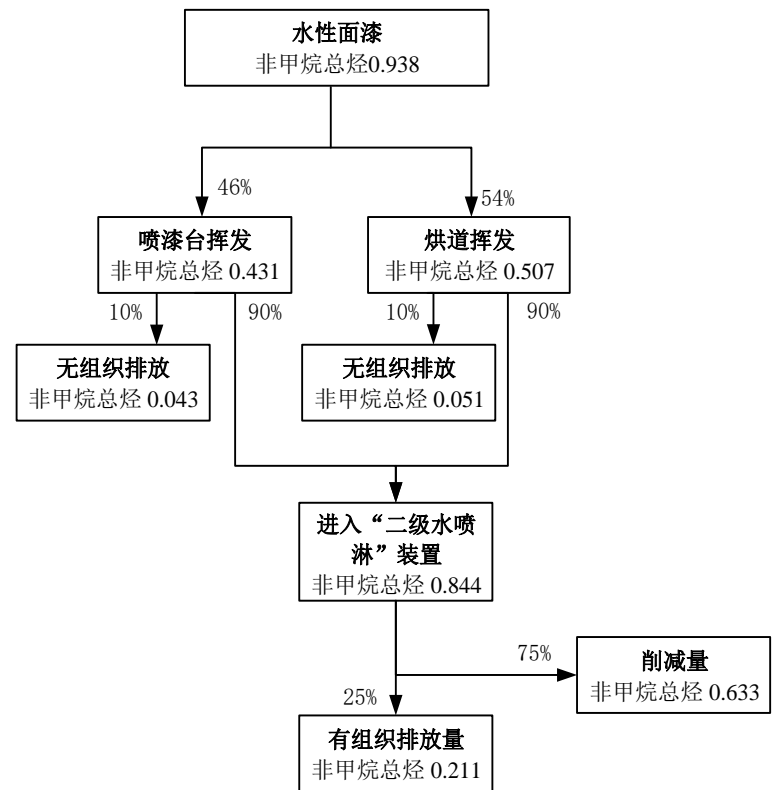 水性面漆
非甲烷总烃0.938
46%
54%
喷漆台挥发
非甲烷总烃 0.431
烘道挥发
非甲烷总烃 0.507
10%
90%
10%
90%
无组织排放
非甲烷总烃 0.043
无组织排放
非甲烷总烃 0.051
进入“二级水喷
淋”装置
非甲烷总烃 0.844
75%
削减量
非甲烷总烃 0.633
25%
有组织排放量
非甲烷总烃 0.211